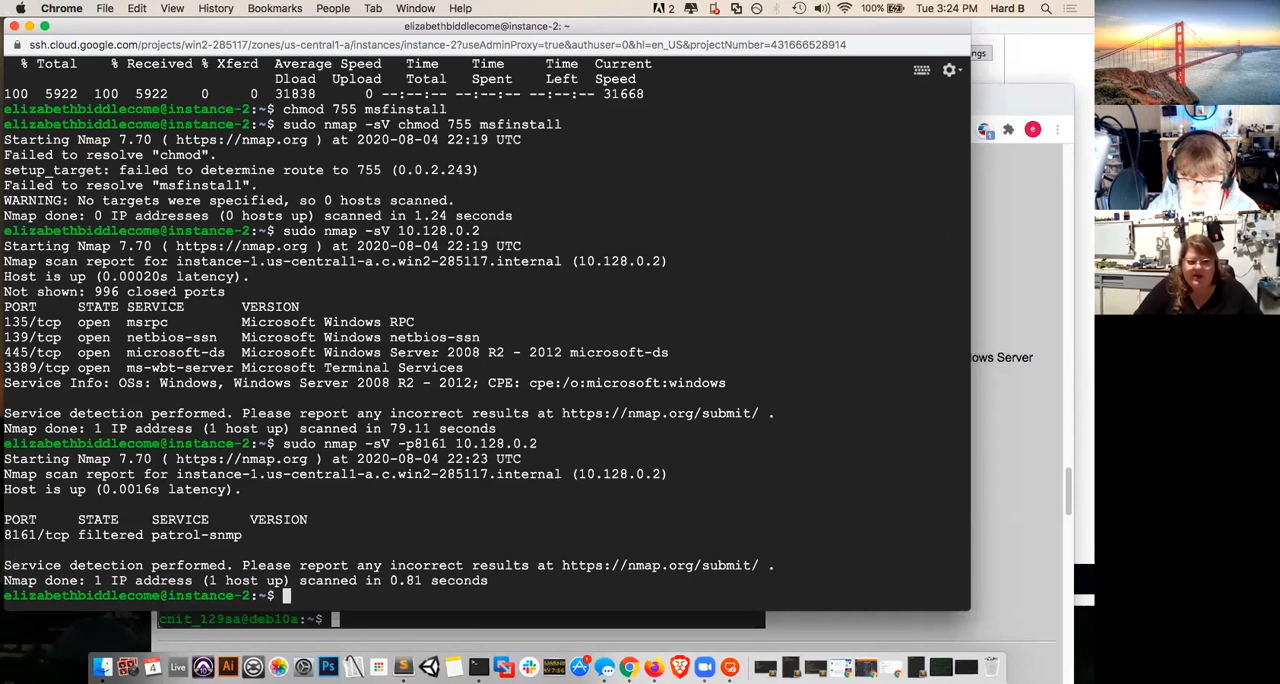 Chrome File Edit View History Bookmarks People Tab Window Help 2 100% Tue 3:24 PM Hard B
elizabethbiddlecome@instance-2: ~
ssh.cloud.google.com/projects/win2-285117/zones/us-central1-a/instances/instance-2?useAdminProxy=true&authuser=0&hl=en_US&projectNumber=431666528914
ngs
% Total % Received % Xferd Average Speed Time Time Time Current
Dload Upload Total Spent Left Speed
100 5922 100 5922 0 0 31838 0 --:--:-- --:--:-- --:--:-- 31668
elizabethbiddlecome@instance-2:~$ chmod 755 msfinstall
elizabethbiddlecome@instance-2:~$ sudo nmap -sV chmod 755 msfinstall
Starting Nmap 7.70 ( https://nmap.org ) at 2020-08-04 22:19 UTC
Failed to resolve "chmod".
setup_target: failed to determine route to 755 (0.0.2.243)
Failed to resolve "msfinstall".
WARNING: No targets were specified, so 0 hosts scanned.
Nmap done: 0 IP addresses (0 hosts up) scanned in 1.24 seconds
elizabethbiddlecome@instance-2:~$ sudo nmap -sV 10.128.0.2
Starting Nmap 7.70 ( https://nmap.org ) at 2020-08-04 22:19 UTC
Nmap scan report for instance-1.us-central1-a.c.win2-285117.internal (10.128.0.2)
Host is up (0.00020s latency).
Not shown: 996 closed ports
PORT STATE SERVICE VERSION
135/tcp open msrpc Microsoft Windows RPC
139/tcp open netbios-ssn Microsoft Windows netbios-ssn
445/tcp open microsoft-ds Microsoft Windows Server 2008 R2 - 2012 microsoft-ds
3389/tcp open ms-wbt-server Microsoft Terminal Services
Service Info: OSs: Windows, Windows Server 2008 R2 - 2012; CPE: cpe:/o:microsoft:windows
Service detection performed. Please report any incorrect results at https://nmap.org/submit/ .
Nmap done: 1 IP address (1 host up) scanned in 79.11 seconds
elizabethbiddlecome@instance-2:~$ sudo nmap -sV -p8161 10.128.0.2
Starting Nmap 7.70 ( https://nmap.org ) at 2020-08-04 22:23 UTC
Nmap scan report for instance-1.us-central1-a.c.win2-285117.internal (10.128.0.2)
Host is up (0.0016s latency).
PORT STATE SERVICE VERSION
8161/tcp filtered patrol-snmp
Service detection performed. Please report any incorrect results at https://nmap.org/submit/ .
Nmap done: 1 IP address (1 host up) scanned in 0.81 seconds
elizabethbiddlecome@instance-2:~$
e
ows Server
cnit_129sa@deb10a:~$
4 Live Ai Ps